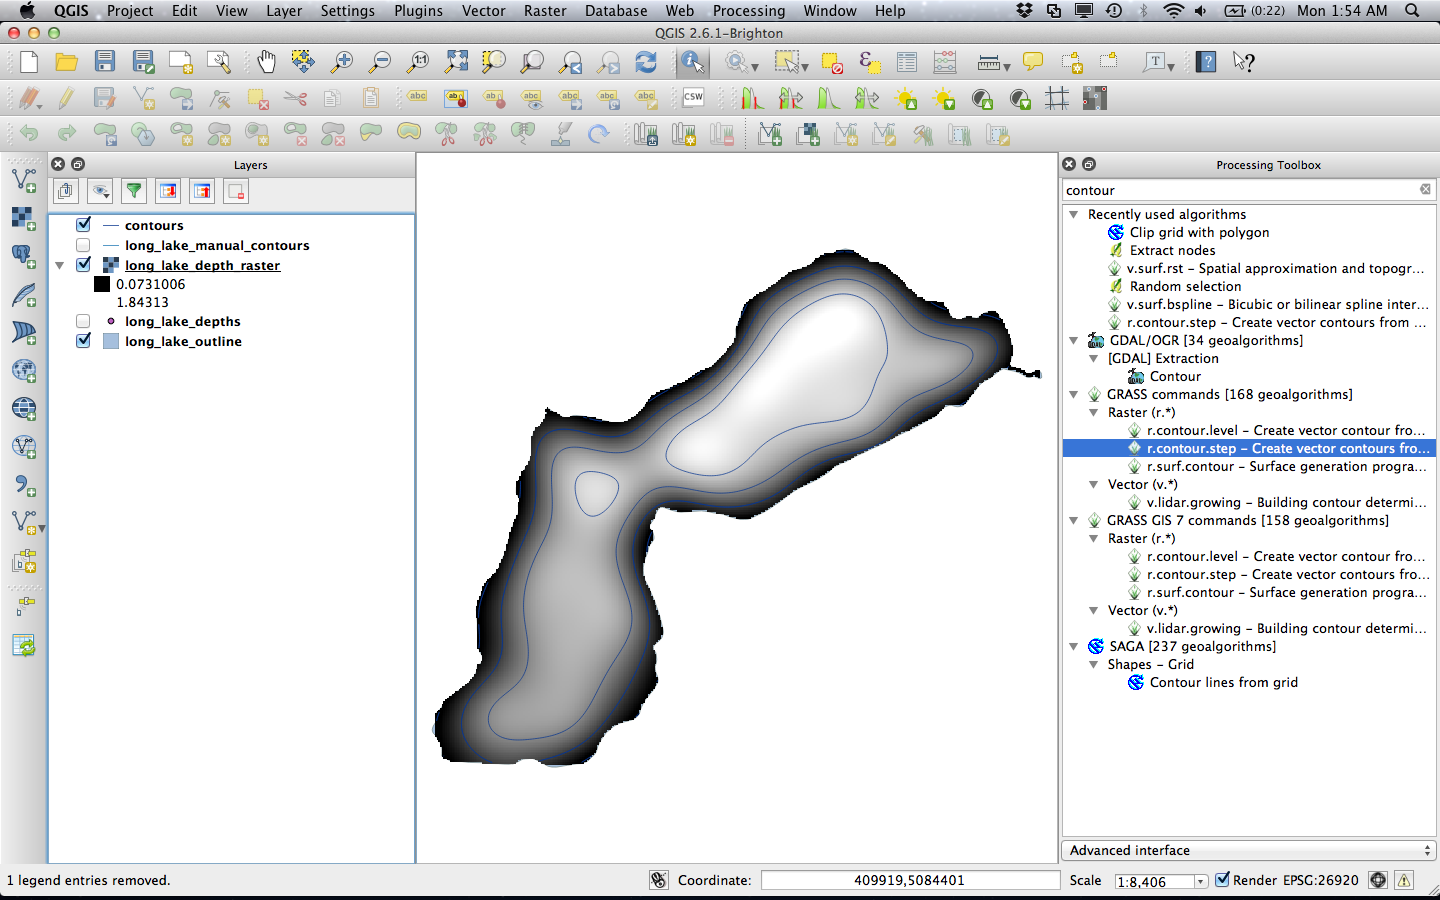 QGIS Project Edit View Layer Settings Plugins Vector Raster Database Web Processing Window Help (0:22) Mon 1:54 AM
QGIS 2.6.1-Brighton
1:1 ε T ? ?
abc ab ab abc abc abc abc CSW
Layers
contours
long_lake_manual_contours
long_lake_depth_raster
0.0731006
1.84313
long_lake_depths
long_lake_outline
Processing Toolbox
contour
Recently used algorithms
Clip grid with polygon
Extract nodes
v.surf.rst – Spatial approximation and topogr...
Random selection
v.surf.bspline – Bicubic or bilinear spline inter...
r.contour.step – Create vector contours from ...
GDAL/OGR [34 geoalgorithms]
[GDAL] Extraction
Contour
GRASS commands [168 geoalgorithms]
Raster (r.*)
r.contour.level – Create vector contour fro...
r.contour.step – Create vector contours fro...
r.surf.contour – Surface generation progra...
Vector (v.*)
v.lidar.growing – Building contour determi...
GRASS GIS 7 commands [158 geoalgorithms]
Raster (r.*)
r.contour.level – Create vector contour fro...
r.contour.step – Create vector contours fro...
r.surf.contour – Surface generation progra...
Vector (v.*)
v.lidar.growing – Building contour determi...
SAGA [237 geoalgorithms]
Shapes – Grid
Contour lines from grid
Advanced interface
1 legend entries removed.
Coordinate: 409919,5084401 Scale 1:8,406 Render EPSG:26920